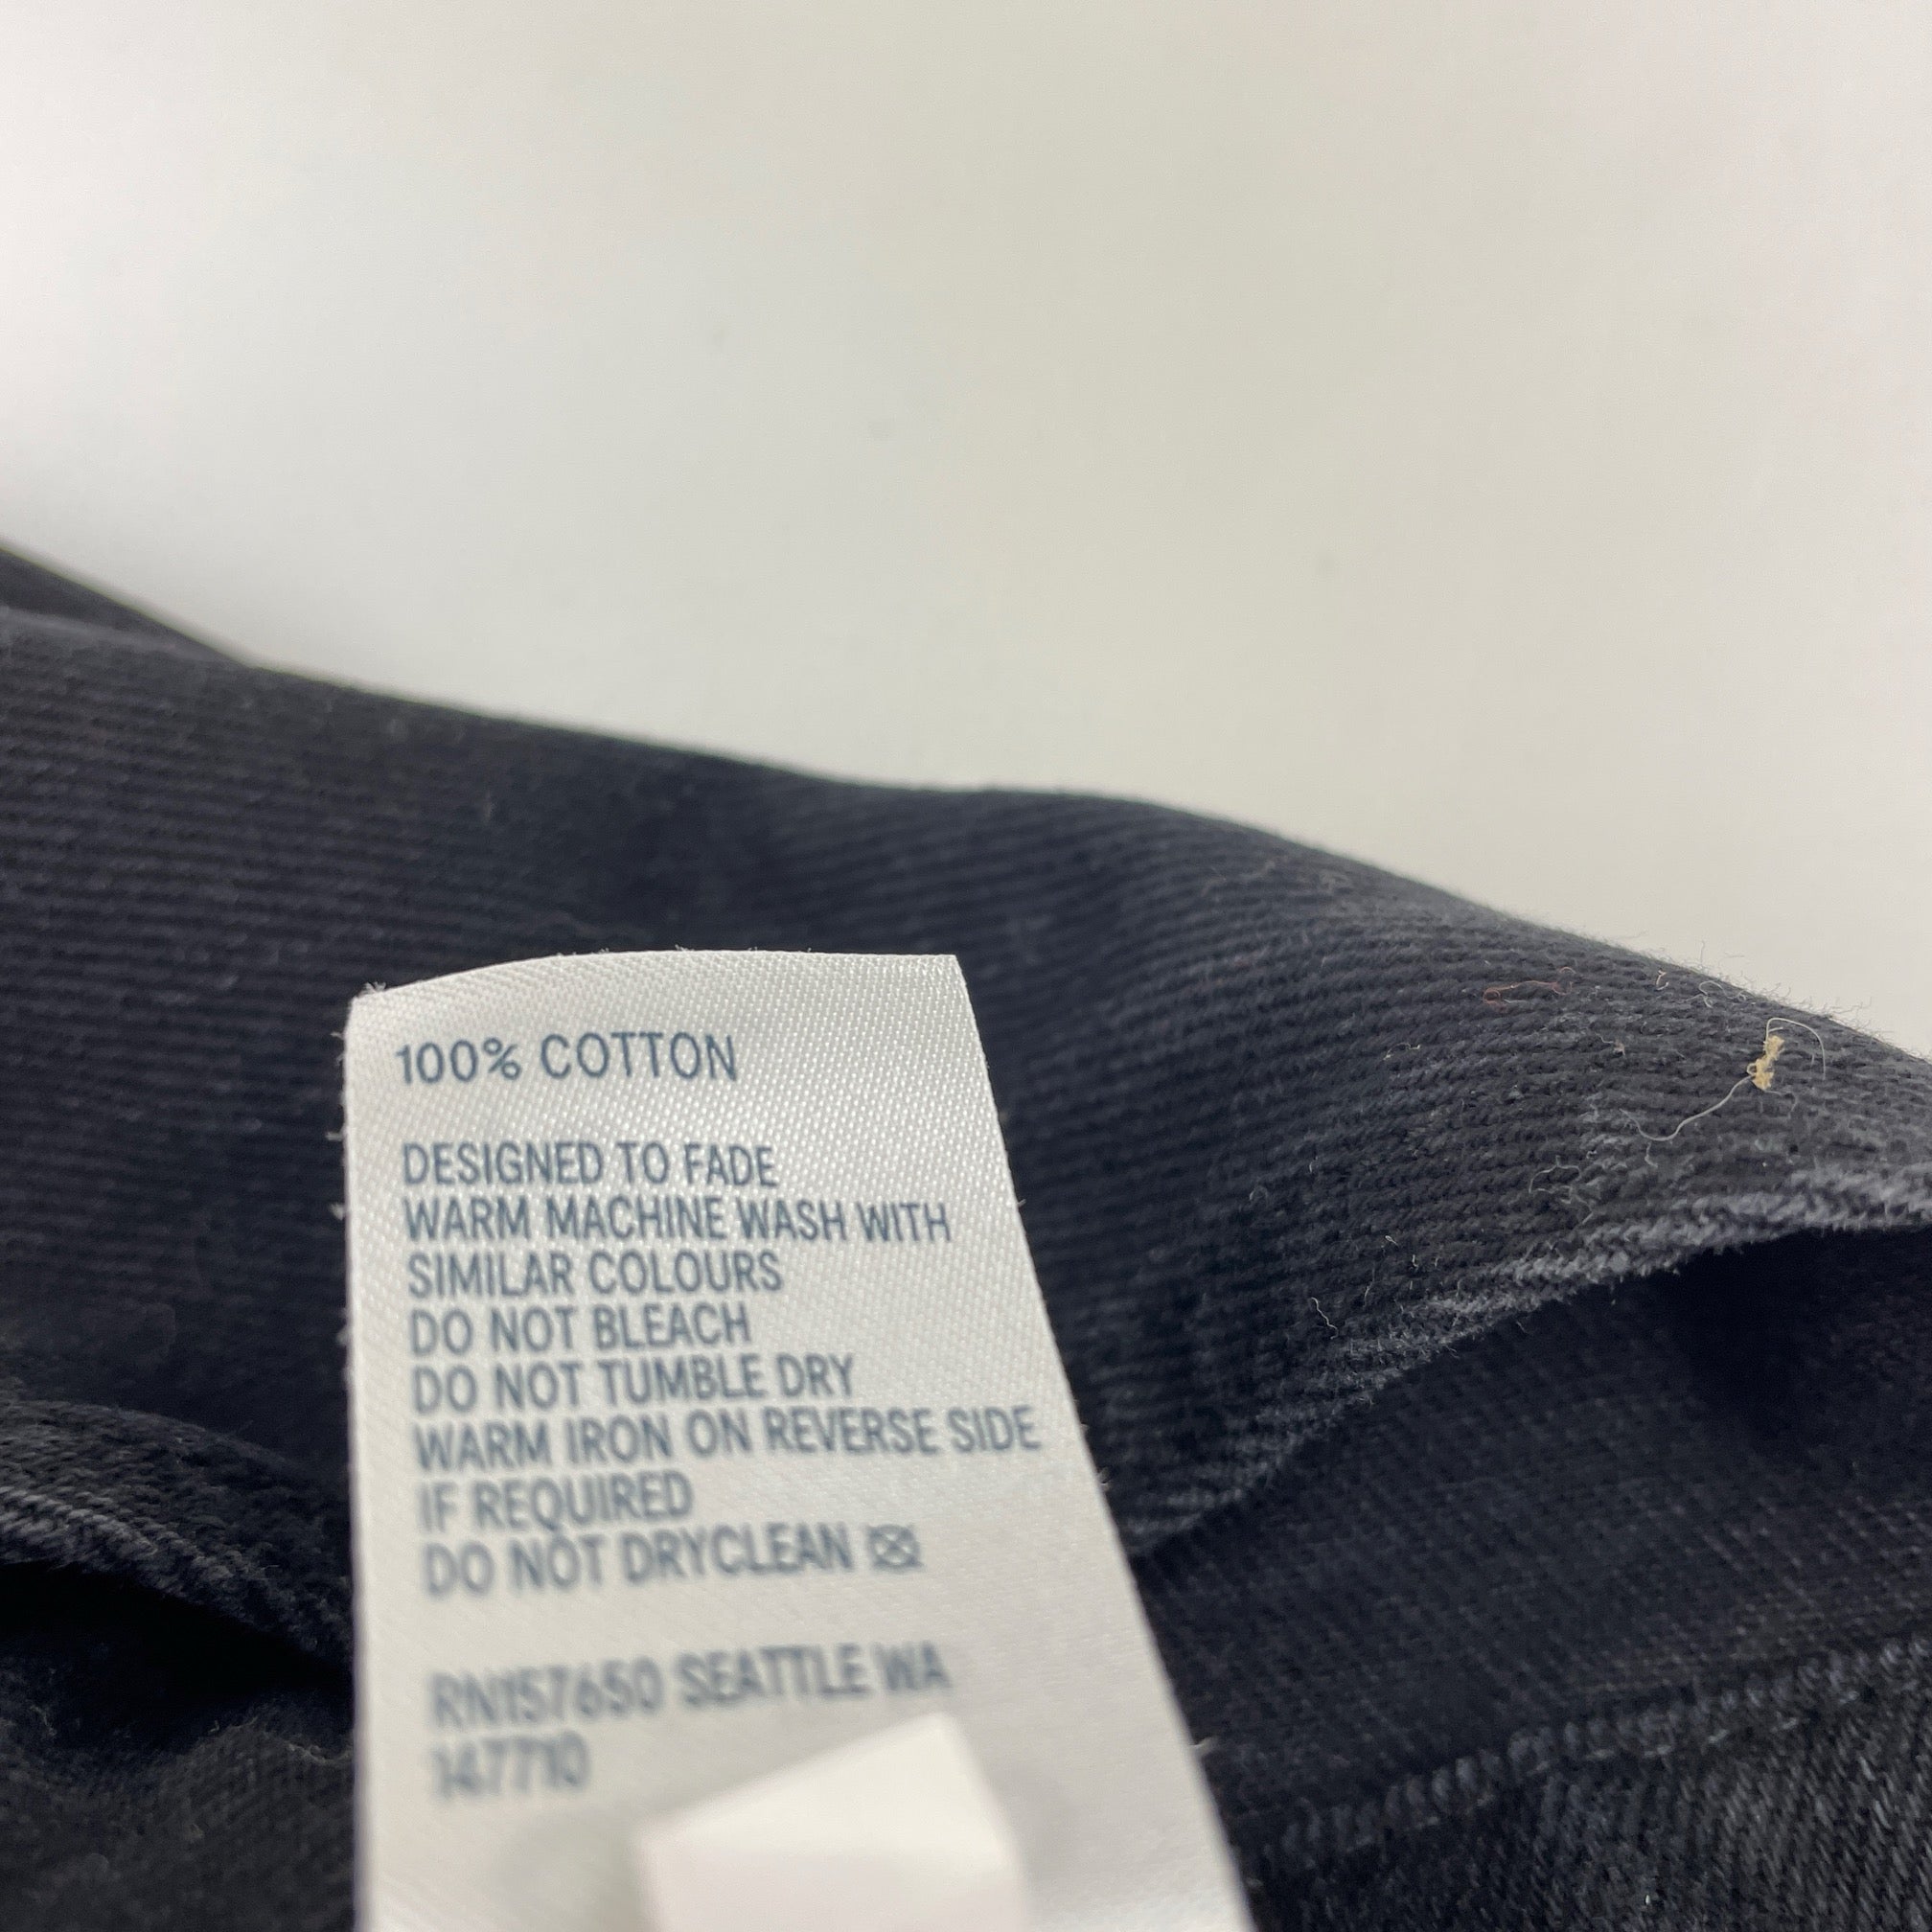 100% COTTON
DESIGNED TO FADE
WARM MACHINE WASH WITH
SIMILAR COLOURS
DO NOT BLEACH
DO NOT TUMBLE DRY
WARM IRON ON REVERSE SIDE
IF REQUIRED
DO NOT DRYCLEAN
RN157650 SEATTLE WA
147710